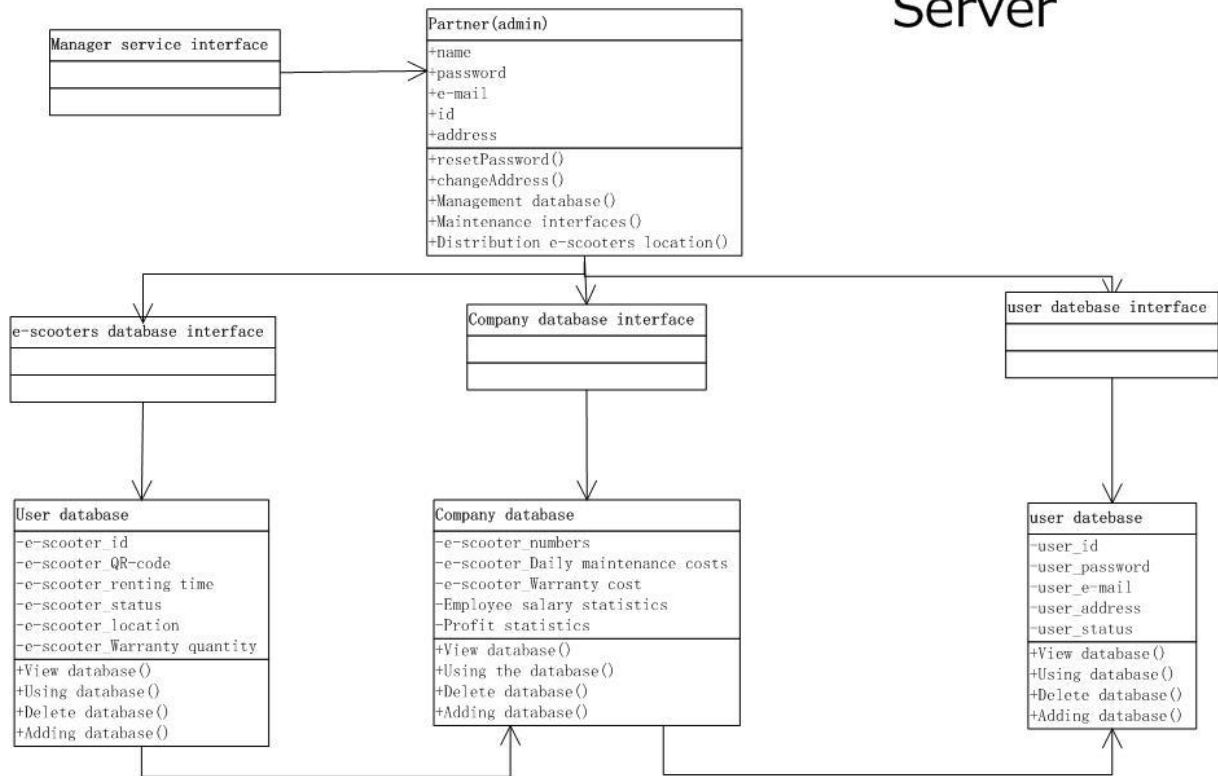 Server
Manager service interface
Partner(admin)
+name
+password
+e-mail
+id
+address
+resetPassword()
+changeAddress()
+Management database()
+Maintenance interfaces()
+Distribution e-scooters location()
e-scooters database interface
Company database interface
user datebase interface
User database
-e-scooter_id
-e-scooter_QR-code
-e-scooter_renting time
-e-scooter_status
-e-scooter_location
-e-scooter_Warranty quantity
+View database()
+Using database()
+Delete database()
+Adding database()
Company database
-e-scooter_numbers
-e-scooter_Daily maintenance costs
-e-scooter_Warranty cost
-Employee salary statistics
-Profit statistics
+View database()
+Using the database()
+Delete database()
+Adding database()
user datebase
-user_id
-user_password
-user_e-mail
-user_address
-user_status
+View database()
+Using database()
+Delete database()
+Adding database()